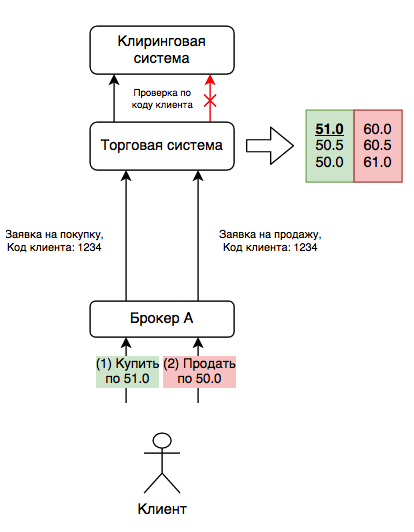 Клиринговая
система
Проверка по
коду клиента
Торговая система
51.0 60.0
50.5 60.5
50.0 61.0
Заявка на покупку,
Код клиента: 1234
Заявка на продажу,
Код клиента: 1234
Брокер А
(1) Купить
по 51.0
(2) Продать
по 50.0
Клиент